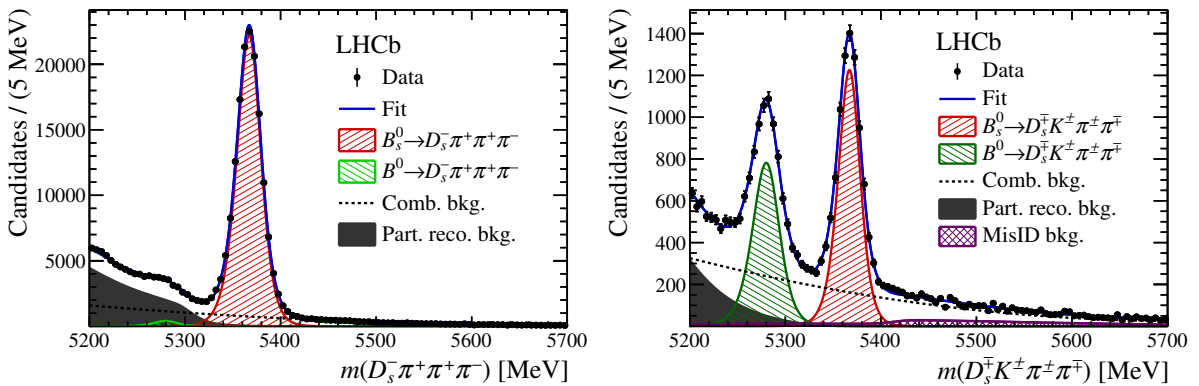 Candidates / (5 MeV)
20000
15000
10000
5000
5200
5300
5400
5500
5600
5700
m(D_s^-π^+π^+π^-) [MeV]
LHCb
Data
Fit
B_s^0→D_s^-π^+π^+π^-
B^0→D_s^-π^+π^+π^-
Comb. bkg.
Part. reco. bkg.
Candidates / (5 MeV)
1400
1200
1000
800
600
400
200
5200
5300
5400
5500
5600
5700
m(D_s^∓K^±π^±π^∓) [MeV]
LHCb
Data
Fit
B_s^0→D_s^∓K^±π^±π^∓
B^0→D_s^∓K^±π^±π^∓
Comb. bkg.
Part. reco. bkg.
MisID bkg.